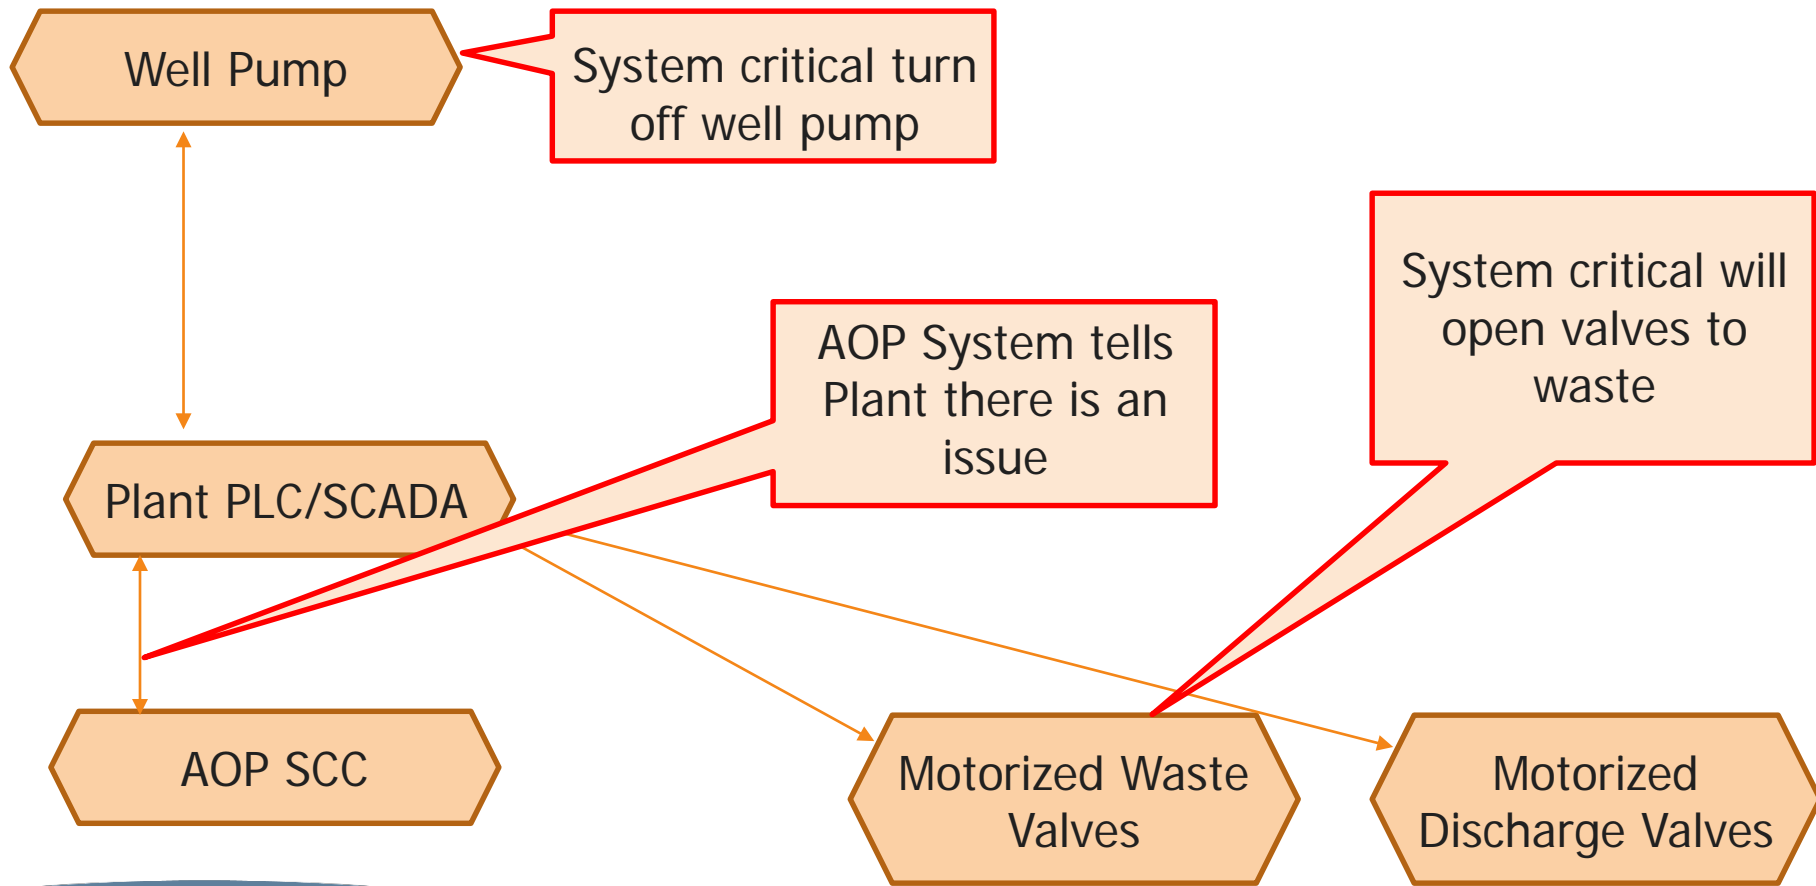 Well Pump
System critical turn
off well pump
System critical will
open valves to
waste
AOP System tells
Plant there is an
issue
Plant PLC/SCADA
AOP SCC
Motorized Waste
Valves
Motorized
Discharge Valves